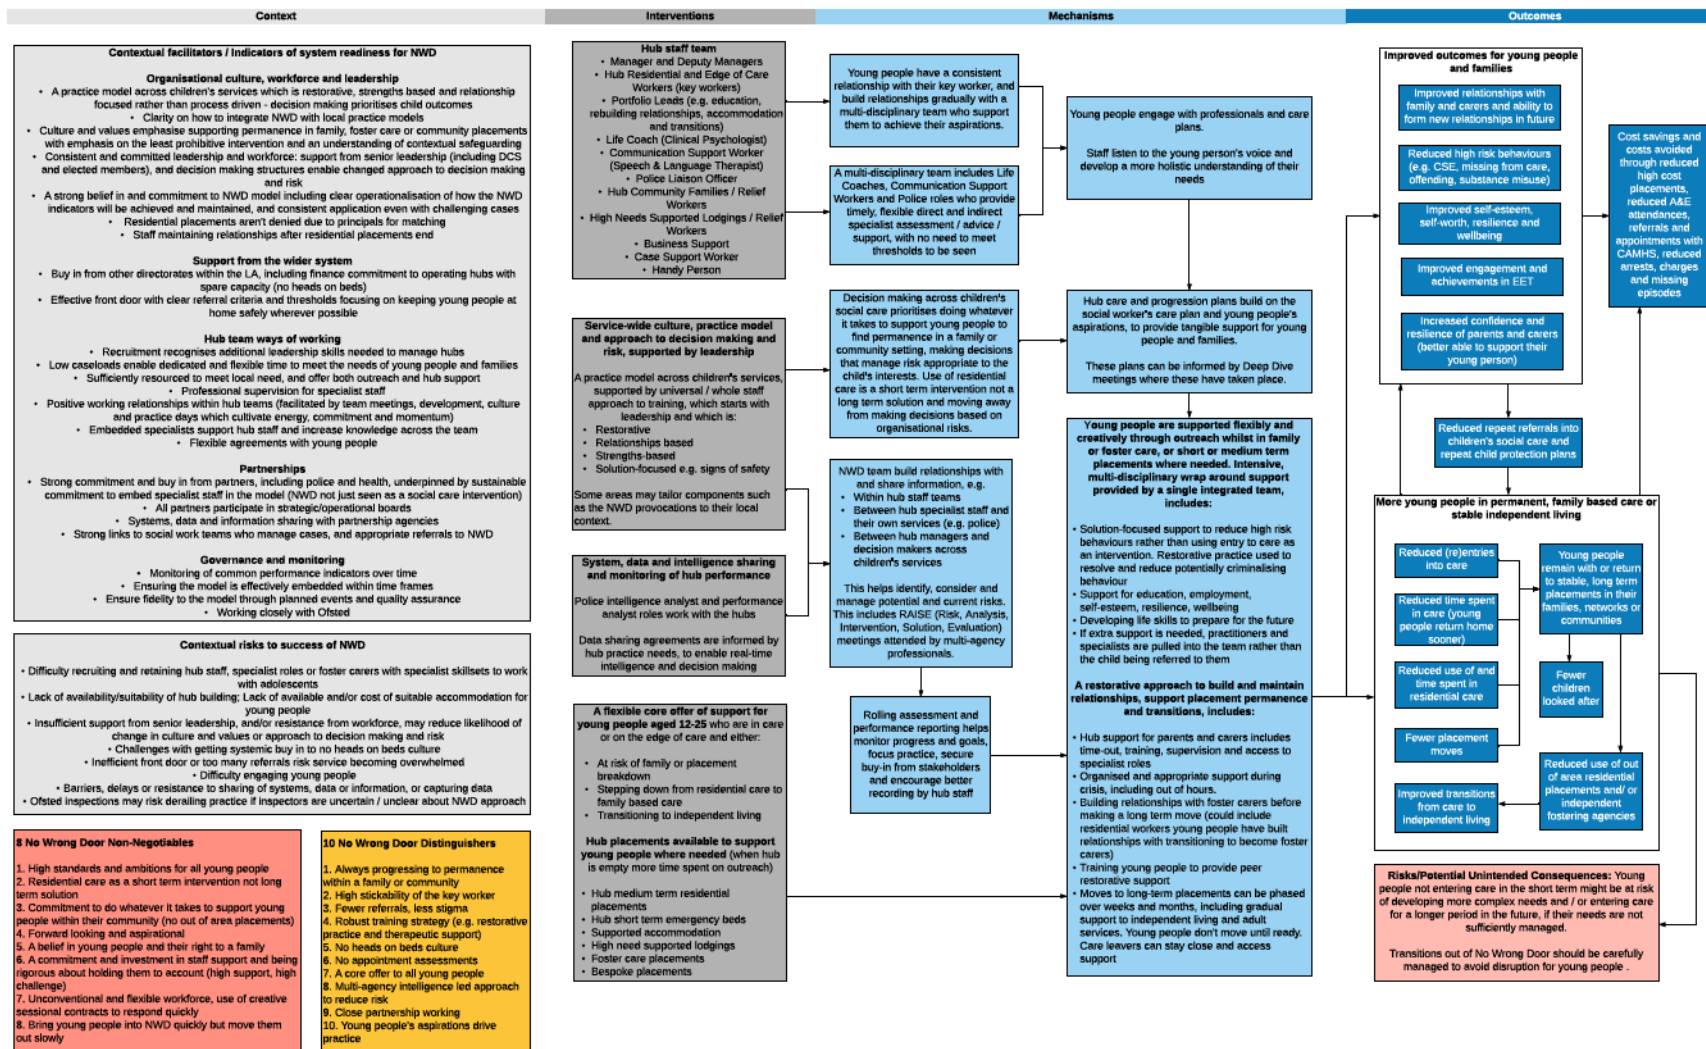 Context
Contextual facilitators / Indicators of system readiness for NWD
Organisational culture, workforce and leadership
• A practice model across children's services which is restorative, strengths based and relationship
focused rather than process driven - decision making prioritises child outcomes
• Clarity on how to integrate NWD with local practice models
• Culture and values emphasise supporting permanence in family, foster care or community placements
with emphasis on the least prohibitive intervention and an understanding of contextual safeguarding
• Consistent and committed leadership and workforce: support from senior leadership (including DCS
and elected members), and decision making structures enable changed approach to decision making
and risk
• A strong belief in and commitment to NWD model including clear operationalisation of how the NWD
indicators will be achieved and maintained, and consistent application even with challenging cases
• Residential placements aren't denied due to principals for matching
• Staff maintaining relationships after residential placements end
Support from the wider system
• Buy in from other directorates within the LA, including finance commitment to operating hubs with
spare capacity (no heads on beds)
• Effective front door with clear referral criteria and thresholds focusing on keeping young people at
home safely wherever possible
Hub team ways of working
• Recruitment recognises additional leadership skills needed to manage hubs
• Low caseloads enable dedicated and flexible time to meet the needs of young people and families
• Sufficiently resourced to meet local need, and offer both outreach and hub support
• Professional supervision for specialist staff
• Positive working relationships within hub teams (facilitated by team meetings, development, culture
and practice days which cultivate energy, commitment and momentum)
• Embedded specialists support hub staff and increase knowledge across the team
• Flexible agreements with young people
Partnerships
• Strong commitment and buy in from partners, including police and health, underpinned by sustainable
commitment to embed specialist staff in the model (NWD not just seen as a social care intervention)
• All partners participate in strategic/operational boards
• Systems, data and information sharing with partnership agencies
• Strong links to social work teams who manage cases, and appropriate referrals to NWD
Governance and monitoring
• Monitoring of common performance indicators over time
• Ensuring the model is effectively embedded within time frames
• Ensure fidelity to the model through planned events and quality assurance
• Working closely with Ofsted
Contextual risks to success of NWD
• Difficulty recruiting and retaining hub staff, specialist roles or foster carers with specialist skillsets to work
with adolescents
• Lack of availability/suitability of hub building; Lack of available and/or cost of suitable accommodation for
young people
• Insufficient support from senior leadership, and/or resistance from workforce, may reduce likelihood of
change in culture and values or approach to decision making and risk
• Challenges with getting systemic buy in to no heads on beds culture
• Inefficient front door or too many referrals risk service becoming overwhelmed
• Difficulty engaging young people
• Barriers, delays or resistance to sharing of systems, data or information, or capturing data
• Ofsted inspections may risk derailing practice if inspectors are uncertain / unclear about NWD approach
8 No Wrong Door Non-Negotiables
1. High standards and ambitions for all young people
2. Residential care as a short term intervention not long
term solution
3. Commitment to do whatever it takes to support young
people within their community (no out of area placements)
4. Forward looking and aspirational
5. A belief in young people and their right to a family
6. A commitment and investment in staff support and being
rigorous about holding them to account (high support, high
challenge)
7. Unconventional and flexible workforce, use of creative
sessional contracts to respond quickly
8. Bring young people into NWD quickly but move them
out slowly
10 No Wrong Door Distinguishers
1. Always progressing to permanence
within a family or community
2. High stickability of the key worker
3. Fewer referrals, less stigma
4. Robust training strategy (e.g. restorative
practice and therapeutic support)
5. No heads on beds culture
6. No appointment assessments
7. A core offer to all young people
8. Multi-agency intelligence led approach
to reduce risk
9. Close partnership working
10. Young people's aspirations drive
practice
Interventions
Hub staff team
• Manager and Deputy Managers
• Hub Residential and Edge of Care
Workers (key workers)
• Portfolio Leads (e.g. education,
rebuilding relationships, accommodation
and transitions)
• Life Coach (Clinical Psychologist)
• Communication Support Worker
(Speech & Language Therapist)
• Police Liaison Officer
• Hub Community Families / Relief
Workers
• High Needs Supported Lodgings / Relief
Workers
• Business Support
• Case Support Worker
• Handy Person
Service-wide culture, practice model
and approach to decision making and
risk, supported by leadership
A practice model across children's services,
supported by universal / whole staff
approach to training, which starts with
leadership and which is:
• Restorative
• Relationships based
• Strengths-based
• Solution-focused e.g. signs of safety
Some areas may tailor components such
as the NWD provocations to their local
context.
System, data and intelligence sharing
and monitoring of hub performance
Police intelligence analyst and performance
analyst roles work with the hubs
Data sharing agreements are informed by
hub practice needs, to enable real-time
intelligence and decision making
A flexible core offer of support for
young people aged 12-25 who are in care
or on the edge of care and either:
• At risk of family or placement
breakdown
• Stepping down from residential care to
family based care
• Transitioning to independent living
Hub placements available to support
young people where needed (when hub
is empty more time spent on outreach)
• Hub medium term residential
placements
• Hub short term emergency beds
• Supported accommodation
• High need supported lodgings
• Foster care placements
• Bespoke placements
Mechanisms
Young people have a consistent
relationship with their key worker, and
build relationships gradually with a
multi-disciplinary team who support
them to achieve their aspirations.
A multi-disciplinary team includes Life
Coaches, Communication Support
Workers and Police roles who provide
timely, flexible direct and indirect
specialist assessment / advice /
support, with no need to meet
thresholds to be seen
Decision making across children's
social care prioritises doing whatever
it takes to support young people to
find permanence in a family or
community setting, making decisions
that manage risk appropriate to the
child's interests. Use of residential
care is a short term intervention not a
long term solution and moving away
from making decisions based on
organisational risks.
NWD team build relationships with
and share information, e.g.
• Within hub staff teams
• Between hub specialist staff and
their own services (e.g. police)
• Between hub managers and
decision makers across
children's services
This helps identify, consider and
manage potential and current risks.
This includes RAISE (Risk, Analysis,
Intervention, Solution, Evaluation)
meetings attended by multi-agency
professionals.
Rolling assessment and
performance reporting helps
monitor progress and goals,
focus practice, secure
buy-in from stakeholders
and encourage better
recording by hub staff
Young people engage with professionals and care
plans.
Staff listen to the young person's voice and
develop a more holistic understanding of their
needs
Hub care and progression plans build on the
social worker's care plan and young people's
aspirations, to provide tangible support for young
people and families.
These plans can be informed by Deep Dive
meetings where these have taken place.
Young people are supported flexibly and
creatively through outreach whilst in family
or foster care, or short or medium term
placements where needed. Intensive,
multi-disciplinary wrap around support
provided by a single integrated team,
includes:
• Solution-focused support to reduce high risk
behaviours rather than using entry to care as
an intervention. Restorative practice used to
resolve and reduce potentially criminalising
behaviour
• Support for education, employment,
self-esteem, resilience, wellbeing
• Developing life skills to prepare for the future
• If extra support is needed, practitioners and
specialists are pulled into the team rather than
the child being referred to them
A restorative approach to build and maintain
relationships, support placement permanence
and transitions, includes:
• Hub support for parents and carers includes
time-out, training, supervision and access to
specialist roles
• Organised and appropriate support during
crisis, including out of hours.
• Building relationships with foster carers before
making a long term move (could include
residential workers young people have built
relationships with transitioning to become foster
carers)
• Training young people to provide peer
restorative support
• Moves to long-term placements can be phased
over weeks and months, including gradual
support to independent living and adult
services. Young people don't move until ready.
Care leavers can stay close and access
support
Outcomes
Improved outcomes for young people
and families
Improved relationships with
family and carers and ability to
form new relationships in future
Reduced high risk behaviours
(e.g. CSE, missing from care,
offending, substance misuse)
Improved self-esteem,
self-worth, resilience and
wellbeing
Improved engagement and
achievements in EET
Increased confidence and
resilience of parents and carers
(better able to support their
young person)
Cost savings and
costs avoided
through reduced
high cost
placements,
reduced A&E
attendances,
referrals and
appointments with
CAMHS, reduced
arrests, charges
and missing
episodes
Reduced repeat referrals into
children's social care and
repeat child protection plans
More young people in permanent, family based care or
stable independent living
Reduced (re)entries
into care
Reduced time spent
in care (young
people return home
sooner)
Reduced use of and
time spent in
residential care
Fewer placement
moves
Improved transitions
from care to
independent living
Young people
remain with or return
to stable, long term
placements in their
families, networks or
communities
Fewer
children
looked after
Reduced use of out
of area residential
placements and/ or
independent
fostering agencies
Risks/Potential Unintended Consequences: Young
people not entering care in the short term might be at risk
of developing more complex needs and / or entering care
for a longer period in the future, if their needs are not
sufficiently managed.
Transitions out of No Wrong Door should be carefully
managed to avoid disruption for young people .